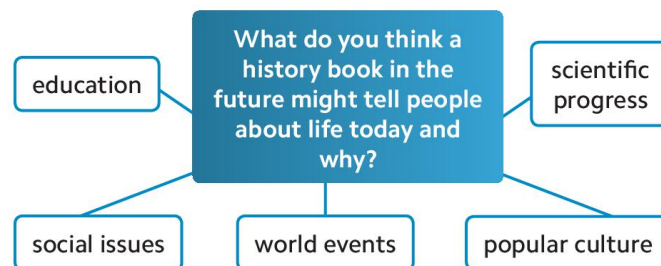 What do you think a
history book in the
future might tell people
about life today and
why?
education
scientific
progress
social issues
world events
popular culture